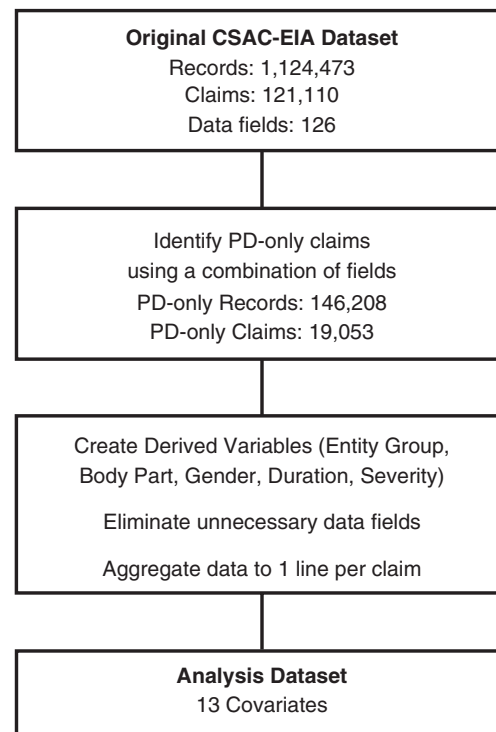 Original CSAC-EIA Dataset
Records: 1,124,473
Claims: 121,110
Data fields: 126
Identify PD-only claims
using a combination of fields
PD-only Records: 146,208
PD-only Claims: 19,053
Create Derived Variables (Entity Group,
Body Part, Gender, Duration, Severity)
Eliminate unnecessary data fields
Aggregate data to 1 line per claim
Analysis Dataset
13 Covariates